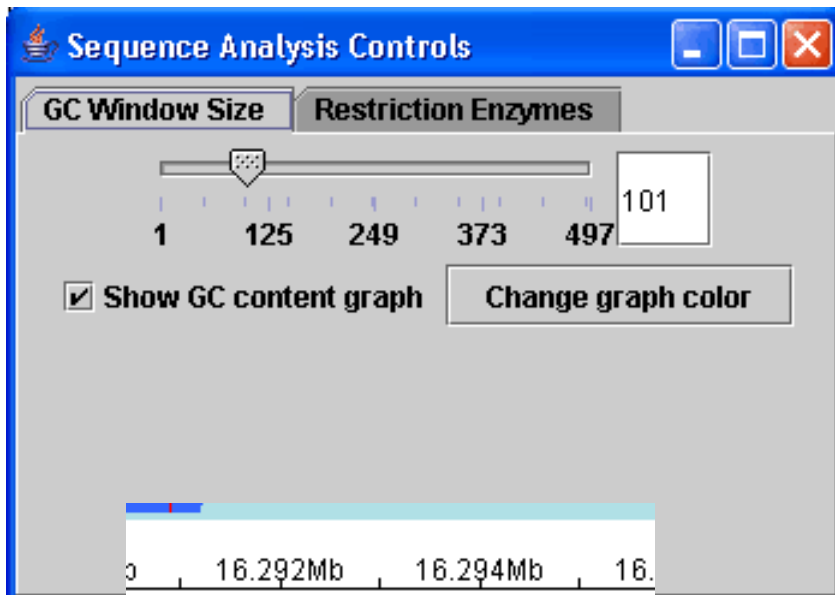 Sequence Analysis Controls
GC Window Size Restriction Enzymes
101
1 125 249 373 497
Show GC content graph Change graph color
16.292Mb 16.294Mb 16.